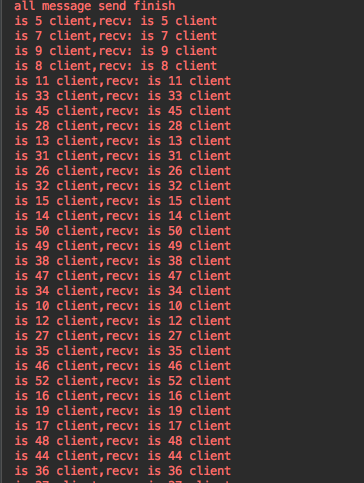 all message send finish
is 5 client,recv: is 5 client
is 7 client,recv: is 7 client
is 9 client,recv: is 9 client
is 8 client,recv: is 8 client
is 11 client,recv: is 11 client
is 33 client,recv: is 33 client
is 45 client,recv: is 45 client
is 28 client,recv: is 28 client
is 13 client,recv: is 13 client
is 31 client,recv: is 31 client
is 26 client,recv: is 26 client
is 32 client,recv: is 32 client
is 15 client,recv: is 15 client
is 14 client,recv: is 14 client
is 50 client,recv: is 50 client
is 49 client,recv: is 49 client
is 38 client,recv: is 38 client
is 47 client,recv: is 47 client
is 34 client,recv: is 34 client
is 10 client,recv: is 10 client
is 12 client,recv: is 12 client
is 27 client,recv: is 27 client
is 35 client,recv: is 35 client
is 46 client,recv: is 46 client
is 52 client,recv: is 52 client
is 16 client,recv: is 16 client
is 19 client,recv: is 19 client
is 17 client,recv: is 17 client
is 48 client,recv: is 48 client
is 44 client,recv: is 44 client
is 36 client,recv: is 36 client